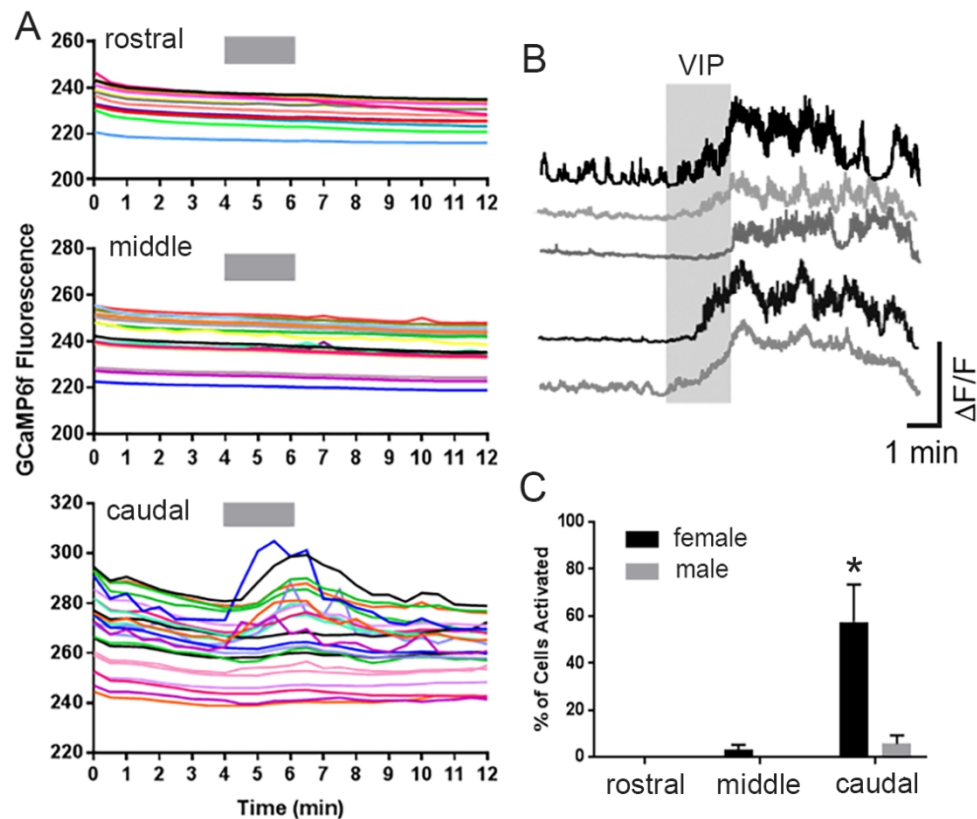 A
rostral
260
240
220
200
0 1 2 3 4 5 6 7 8 9 10 11 12
middle
280
260
240
220
200
0 1 2 3 4 5 6 7 8 9 10 11 12
caudal
320
300
280
260
240
220
0 1 2 3 4 5 6 7 8 9 10 11 12
GCaMP6f Fluorescence
Time (min)
B
VIP
ΔF/F
1 min
C
% of Cells Activated
100
80
60
40
20
0
female
male
*
rostral middle caudal